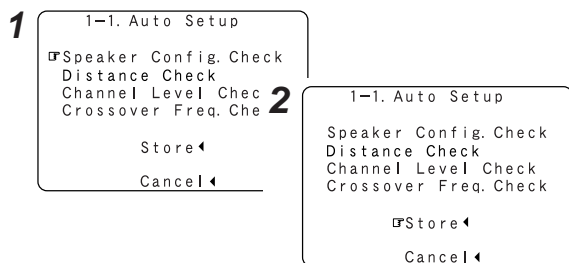 1
1-1. Auto Setup
☞Speaker Config. Check
Distance Check
Channel Level Chec
Crossover Freq. Che
Store◀
Cancel◀
2
1-1. Auto Setup
Speaker Config. Check
Distance Check
Channel Level Check
Crossover Freq. Check
☞Store◀
Cancel◀